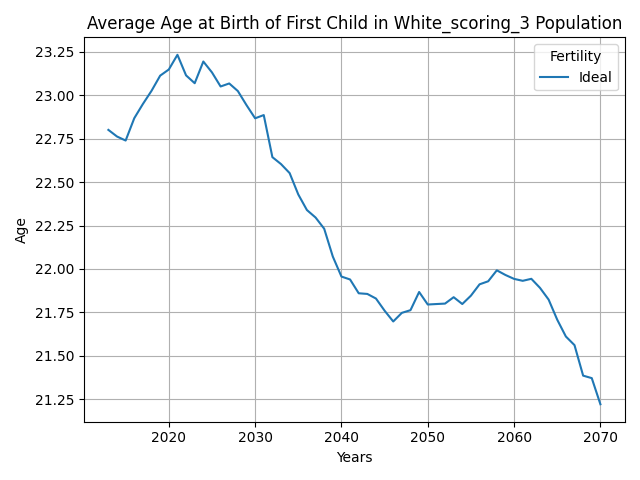 Average Age at Birth of First Child in White_scoring_3 Population
Fertility
Ideal
Age
23.25
23.00
22.75
22.50
22.25
22.00
21.75
21.50
21.25
2020 2030 2040 2050 2060 2070
Years